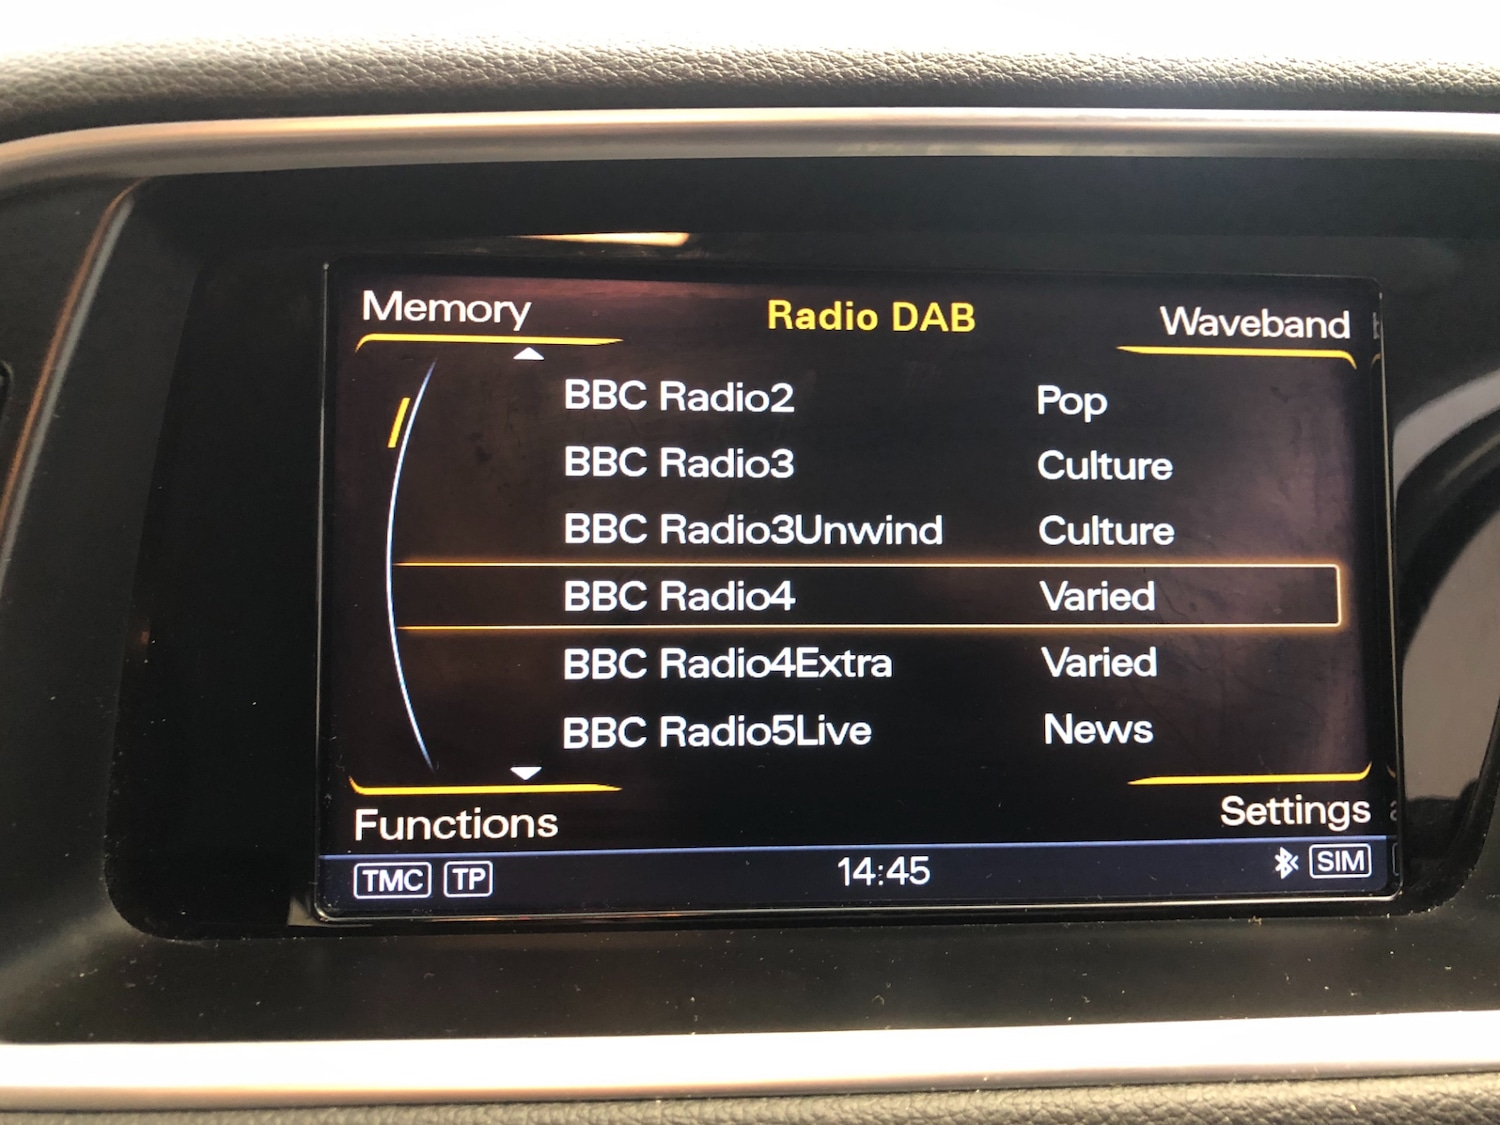 Memory Radio DAB Waveband
BBC Radio2 Pop
BBC Radio3 Culture
BBC Radio3Unwind Culture
BBC Radio4 Varied
BBC Radio4Extra Varied
BBC Radio5Live News
Functions Settings
TMC TP 14:45 SIM